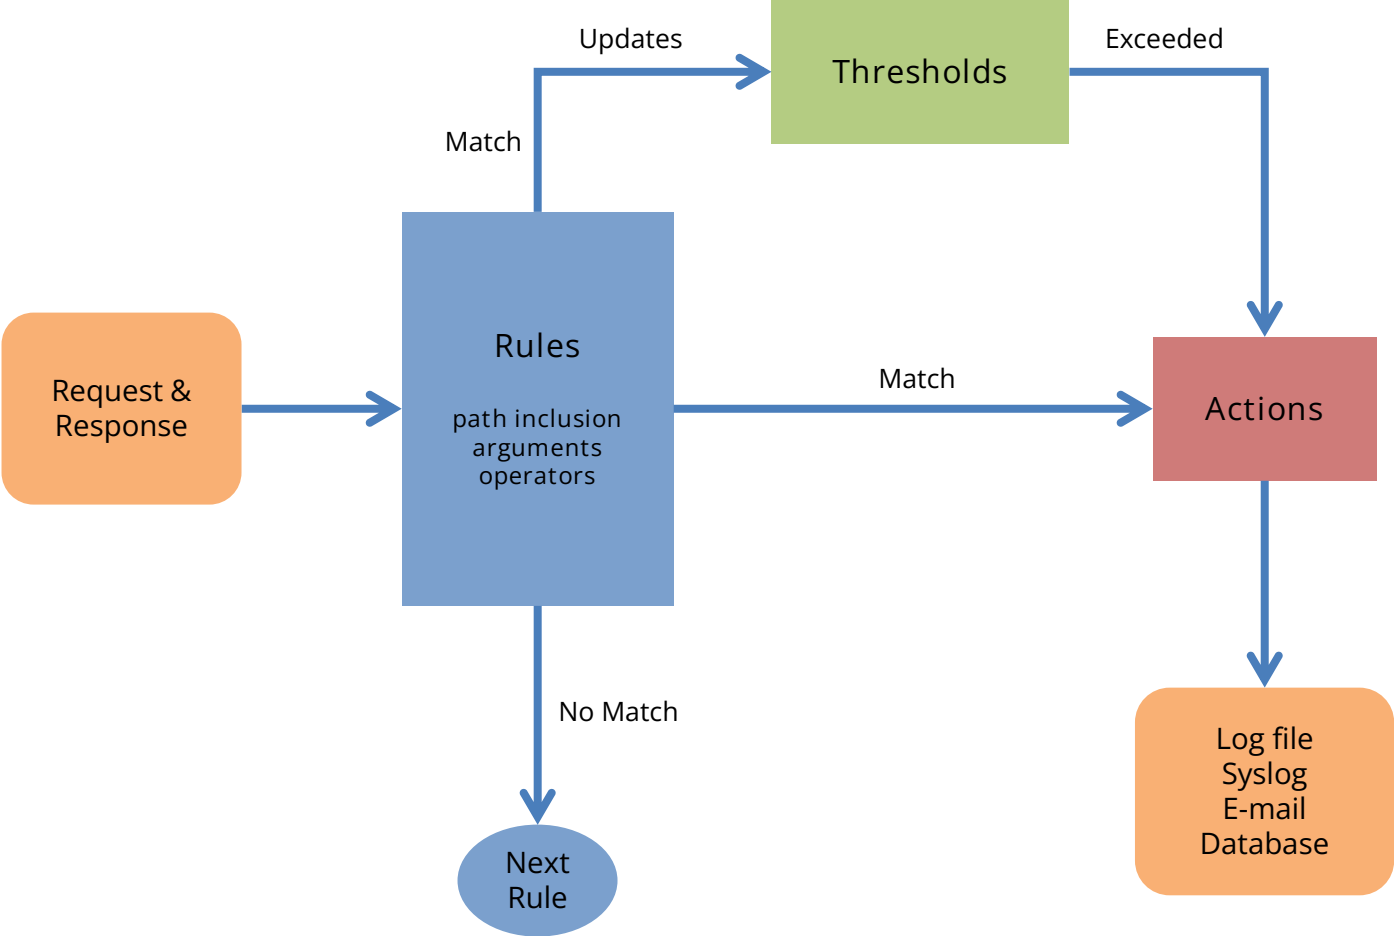 Updates
Exceeded
Thresholds
Match
Rules
path inclusion
arguments
operators
Request &
Response
Match
Actions
No Match
Next
Rule
Log file
Syslog
E-mail
Database